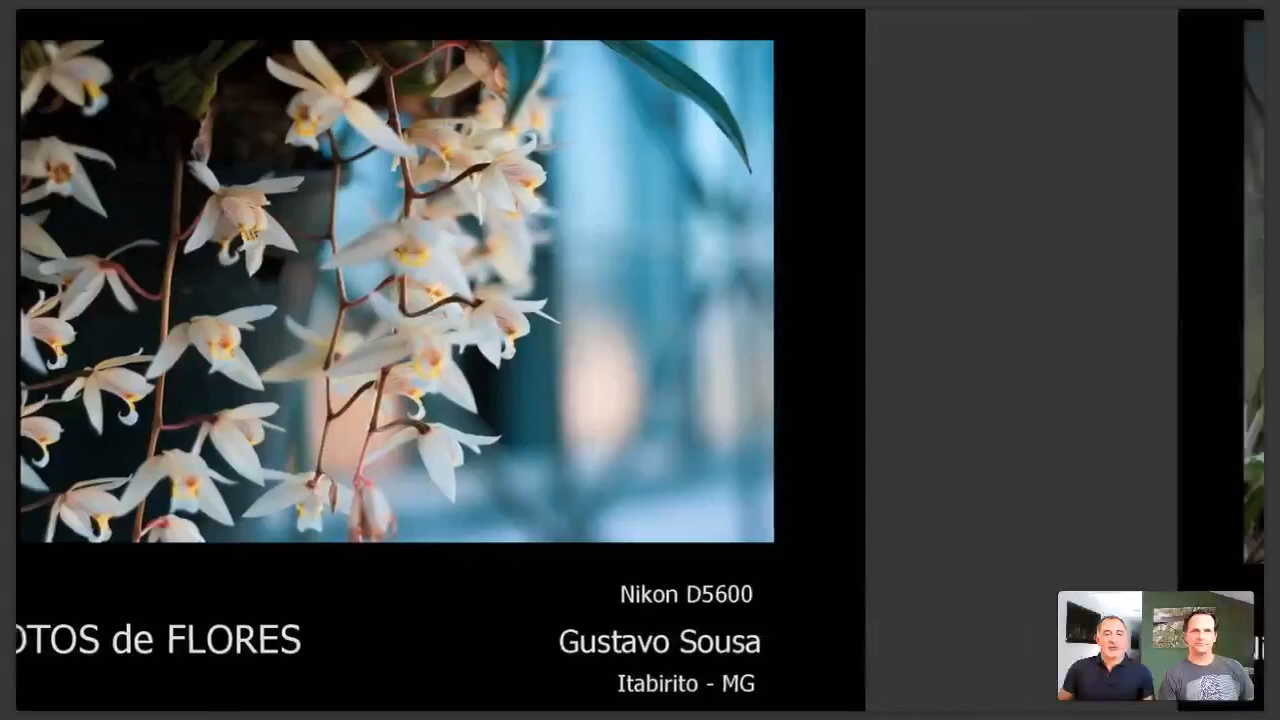 Nikon D5600
OTOS de FLORES
Gustavo Sousa
Itabirito - MG